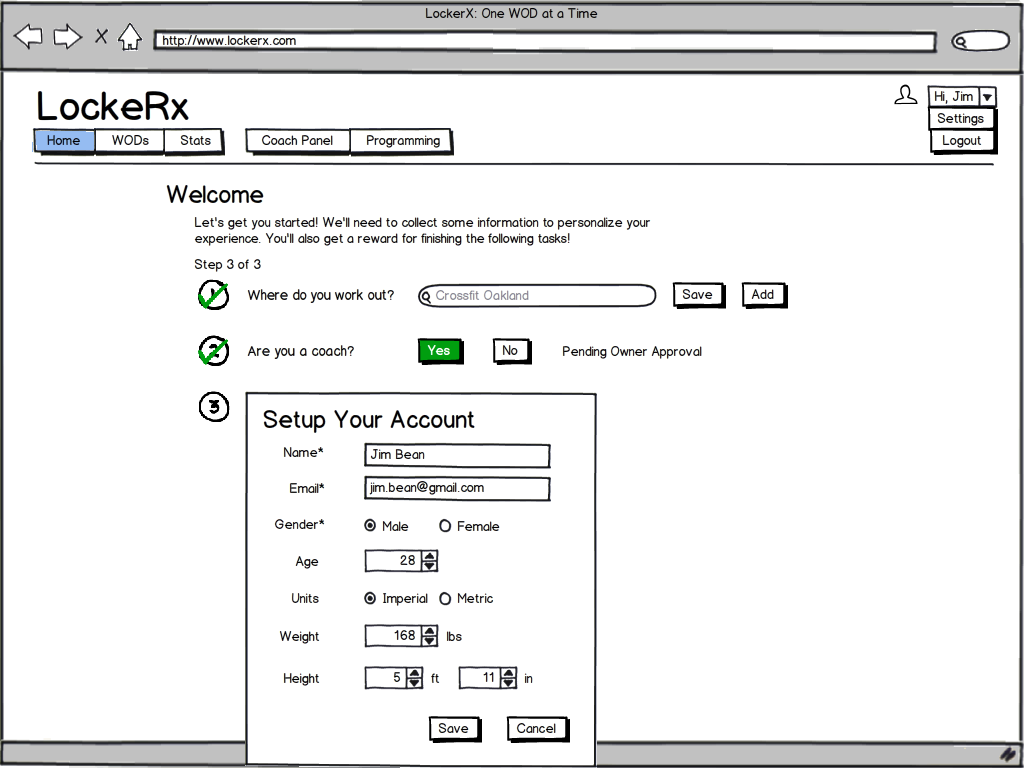 LockerX: One WOD at a Time
http://www.lockerx.com
LockeRx
Hi, Jim
Settings
Logout
Home WODs Stats Coach Panel Programming
Welcome
Let's get you started! We'll need to collect some information to personalize your
experience. You'll also get a reward for finishing the following tasks!
Step 3 of 3
1 Where do you work out? Crossfit Oakland Save Add
2 Are you a coach? Yes No Pending Owner Approval
3 Setup Your Account
Name* Jim Bean
Email* jim.bean@gmail.com
Gender* Male Female
Age 28
Units Imperial Metric
Weight 168 lbs
Height 5 ft 11 in
Save Cancel